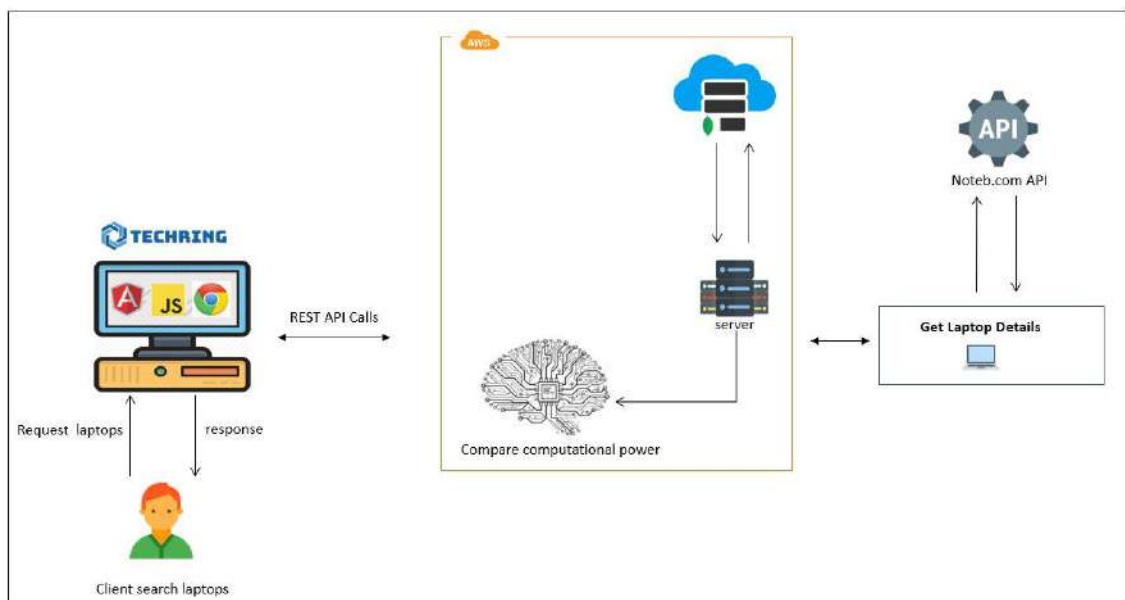 AWS
API
Noteb.com API
TECHRING
JS
REST API Calls
server
Get Laptop Details
Compare computational power
Request laptops
response
Client search laptops